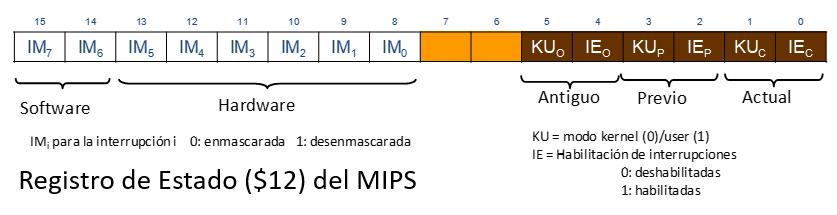 15 14 13 12 11 10 9 8 7 6 5 4 3 2 1 0
IM7 IM6 IM5 IM4 IM3 IM2 IM1 IM0 KUO IEO KUP IEP KUC IEC
Software Hardware Antiguo Previo Actual
IMi para la interrupción i 0: enmascarada 1: desenmascarada
KU = modo kernel (0)/user (1)
IE = Habilitación de interrupciones
0: deshabilitadas
1: habilitadas
Registro de Estado ($12) del MIPS